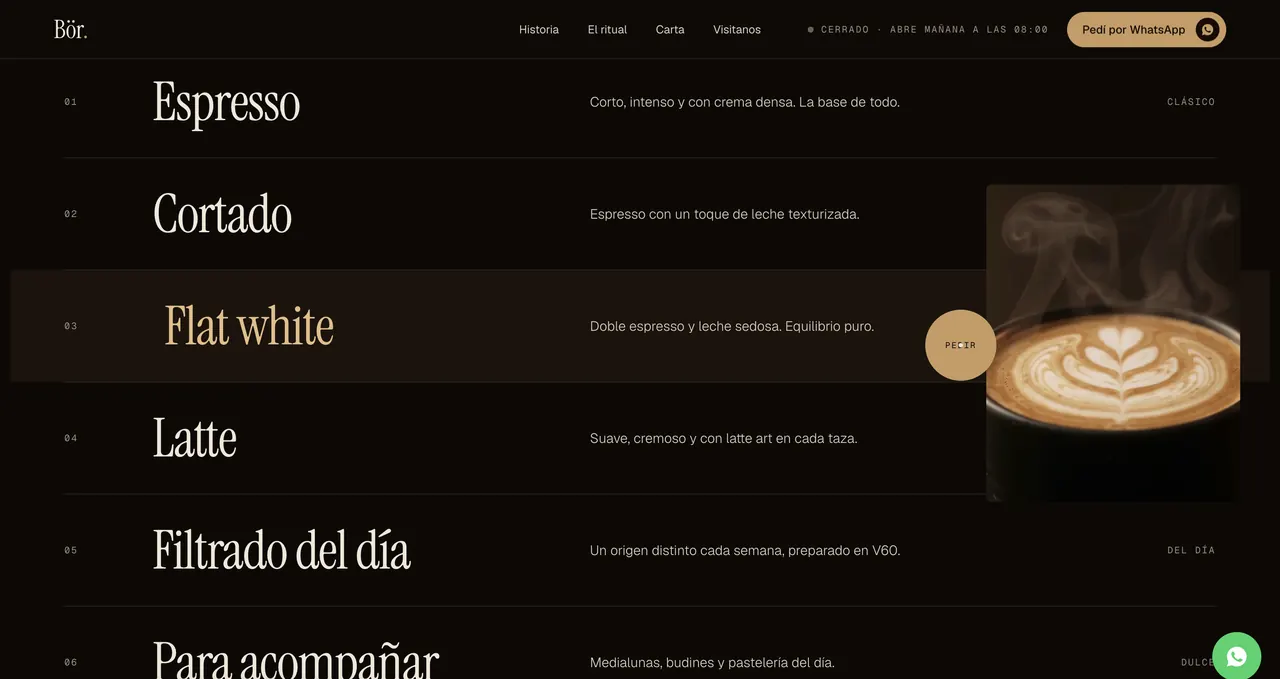 Bör.
Historia
El ritual
Carta
Visitanos
CERRADO · ABRE MAÑANA A LAS 08:00
Pedí por WhatsApp
01
Espresso
Corto, intenso y con crema densa. La base de todo.
CLÁSICO
02
Cortado
Espresso con un toque de leche texturizada.
03
Flat white
Doble espresso y leche sedosa. Equilibrio puro.
PEDIR
04
Latte
Suave, cremoso y con latte art en cada taza.
05
Filtrado del día
Un origen distinto cada semana, preparado en V60.
DEL DÍA
06
Para acompañar
Medialunas, budines y pastelería del día.
DULCE